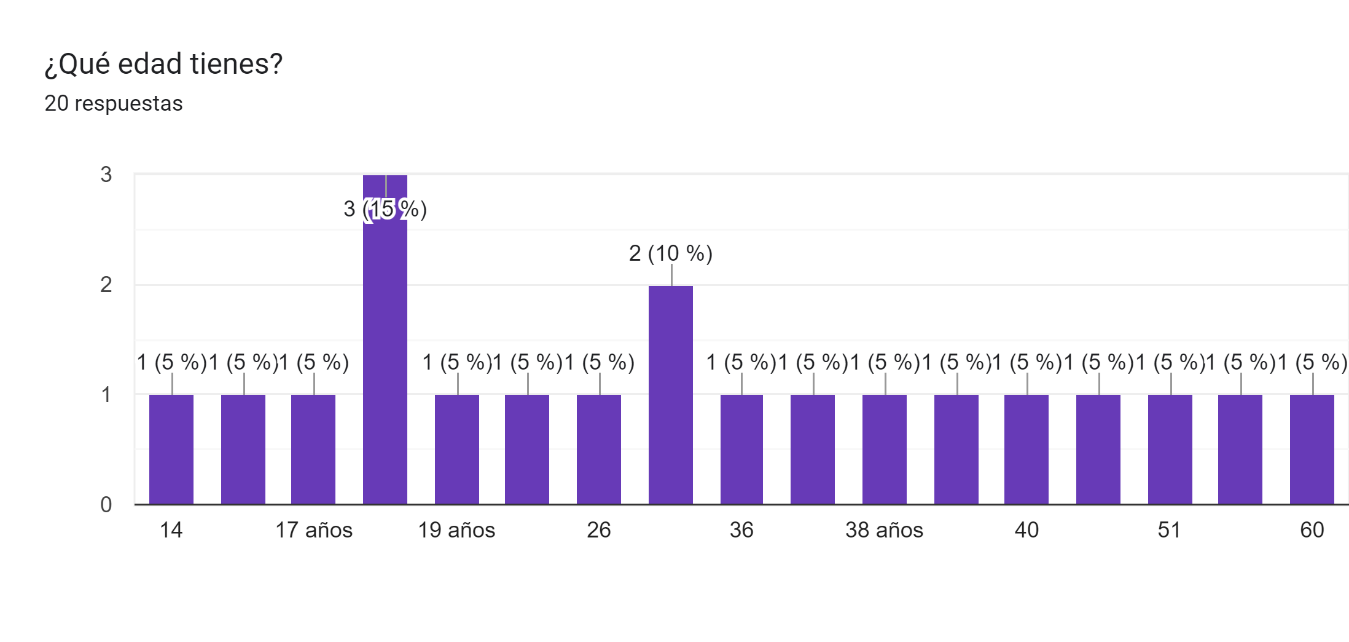 ¿Qué edad tienes?
20 respuestas
3
3 (15 %)
2 (10 %)
2
1 (5 %) 1 (5 %) 1 (5 %) 1 (5 %) 1 (5 %) 1 (5 %) 1 (5 %) 1 (5 %) 1 (5 %) 1 (5 %) 1 (5 %) 1 (5 %) 1 (5 %) 1 (5 %) 1 (5 %)
1
0
14 17 años 19 años 26 36 38 años 40 51 60